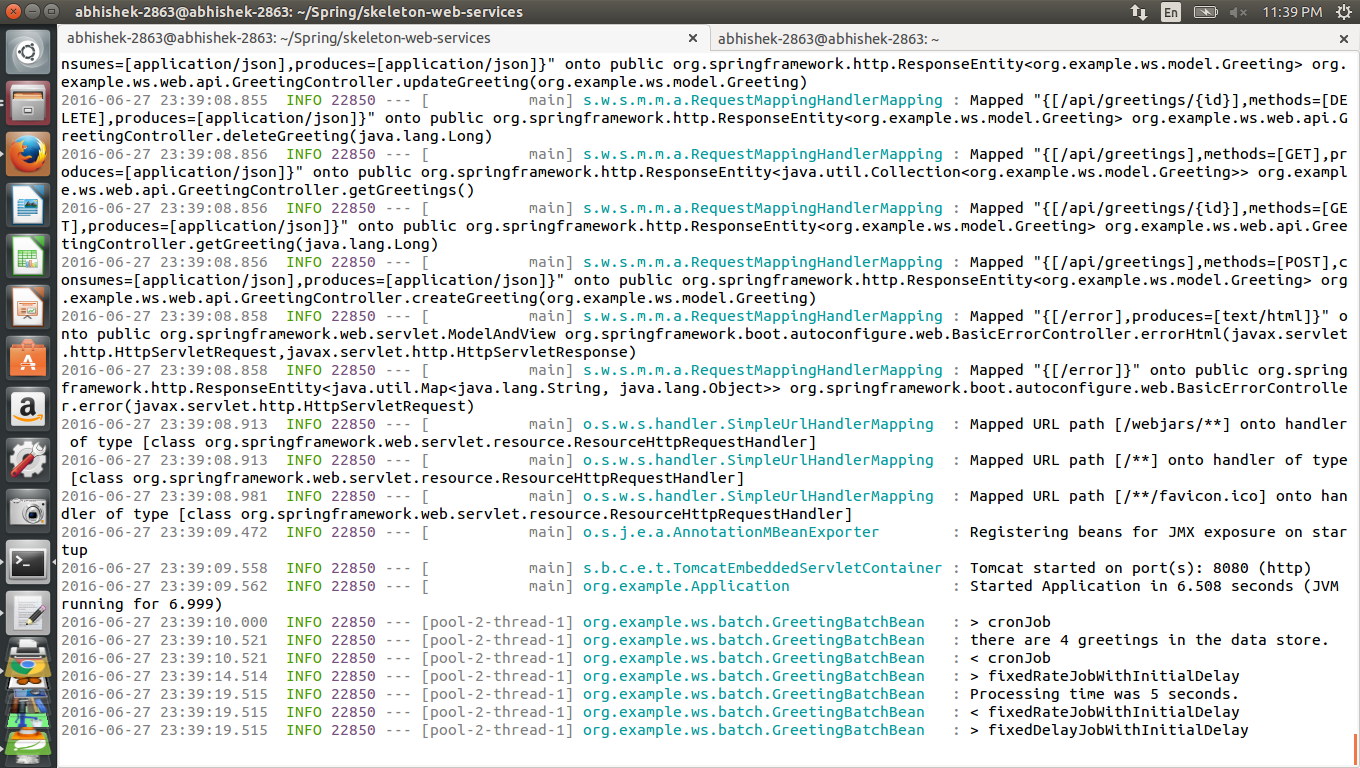 abhishek-2863@abhishek-2863: ~/Spring/skeleton-web-services
En
11:39 PM
abhishek-2863@abhishek-2863: ~/Spring/skeleton-web-services
abhishek-2863@abhishek-2863: ~
nsumes=[application/json],produces=[application/json]}" onto public org.springframework.http.ResponseEntity<org.example.ws.model.Greeting> org.
example.ws.web.api.GreetingController.updateGreeting(org.example.ws.model.Greeting)
2016-06-27 23:39:08.855  INFO 22850 --- [           main] s.w.s.m.m.a.RequestMappingHandlerMapping : Mapped "{[/api/greetings/{id}],methods=[DE
LETE],produces=[application/json]}" onto public org.springframework.http.ResponseEntity<org.example.ws.model.Greeting> org.example.ws.web.api.G
reetingController.deleteGreeting(java.lang.Long)
2016-06-27 23:39:08.856  INFO 22850 --- [           main] s.w.s.m.m.a.RequestMappingHandlerMapping : Mapped "{[/api/greetings],methods=[GET],pr
oduces=[application/json]}" onto public org.springframework.http.ResponseEntity<java.util.Collection<org.example.ws.model.Greeting>> org.exampl
e.ws.web.api.GreetingController.getGreetings()
2016-06-27 23:39:08.856  INFO 22850 --- [           main] s.w.s.m.m.a.RequestMappingHandlerMapping : Mapped "{[/api/greetings/{id}],methods=[GE
T],produces=[application/json]}" onto public org.springframework.http.ResponseEntity<org.example.ws.model.Greeting> org.example.ws.web.api.Gree
tingController.getGreeting(java.lang.Long)
2016-06-27 23:39:08.856  INFO 22850 --- [           main] s.w.s.m.m.a.RequestMappingHandlerMapping : Mapped "{[/api/greetings],methods=[POST],c
onsumes=[application/json],produces=[application/json]}" onto public org.springframework.http.ResponseEntity<org.example.ws.model.Greeting> org
.example.ws.web.api.GreetingController.createGreeting(org.example.ws.model.Greeting)
2016-06-27 23:39:08.858  INFO 22850 --- [           main] s.w.s.m.m.a.RequestMappingHandlerMapping : Mapped "{[/error],produces=[text/html]}" o
nto public org.springframework.web.servlet.ModelAndView org.springframework.boot.autoconfigure.web.BasicErrorController.errorHtml(javax.servlet
.http.HttpServletRequest,javax.servlet.http.HttpServletResponse)
2016-06-27 23:39:08.858  INFO 22850 --- [           main] s.w.s.m.m.a.RequestMappingHandlerMapping : Mapped "{[/error]}" onto public org.spring
framework.http.ResponseEntity<java.util.Map<java.lang.String, java.lang.Object>> org.springframework.boot.autoconfigure.web.BasicErrorControlle
r.error(javax.servlet.http.HttpServletRequest)
2016-06-27 23:39:08.913  INFO 22850 --- [           main] o.s.w.s.handler.SimpleUrlHandlerMapping  : Mapped URL path [/webjars/**] onto handler
 of type [class org.springframework.web.servlet.resource.ResourceHttpRequestHandler]
2016-06-27 23:39:08.913  INFO 22850 --- [           main] o.s.w.s.handler.SimpleUrlHandlerMapping  : Mapped URL path [/**] onto handler of type
 [class org.springframework.web.servlet.resource.ResourceHttpRequestHandler]
2016-06-27 23:39:08.981  INFO 22850 --- [           main] o.s.w.s.handler.SimpleUrlHandlerMapping  : Mapped URL path [/**/favicon.ico] onto han
dler of type [class org.springframework.web.servlet.resource.ResourceHttpRequestHandler]
2016-06-27 23:39:09.472  INFO 22850 --- [           main] o.s.j.e.a.AnnotationMBeanExporter        : Registering beans for JMX exposure on star
tup
2016-06-27 23:39:09.558  INFO 22850 --- [           main] s.b.c.e.t.TomcatEmbeddedServletContainer : Tomcat started on port(s): 8080 (http)
2016-06-27 23:39:09.562  INFO 22850 --- [           main] org.example.Application                  : Started Application in 6.508 seconds (JVM
running for 6.999)
2016-06-27 23:39:10.000  INFO 22850 --- [pool-2-thread-1] org.example.ws.batch.GreetingBatchBean   : > cronJob
2016-06-27 23:39:10.521  INFO 22850 --- [pool-2-thread-1] org.example.ws.batch.GreetingBatchBean   : there are 4 greetings in the data store.
2016-06-27 23:39:10.521  INFO 22850 --- [pool-2-thread-1] org.example.ws.batch.GreetingBatchBean   : < cronJob
2016-06-27 23:39:14.514  INFO 22850 --- [pool-2-thread-1] org.example.ws.batch.GreetingBatchBean   : > fixedRateJobWithInitialDelay
2016-06-27 23:39:19.515  INFO 22850 --- [pool-2-thread-1] org.example.ws.batch.GreetingBatchBean   : Processing time was 5 seconds.
2016-06-27 23:39:19.515  INFO 22850 --- [pool-2-thread-1] org.example.ws.batch.GreetingBatchBean   : < fixedRateJobWithInitialDelay
2016-06-27 23:39:19.515  INFO 22850 --- [pool-2-thread-1] org.example.ws.batch.GreetingBatchBean   : > fixedDelayJobWithInitialDelay